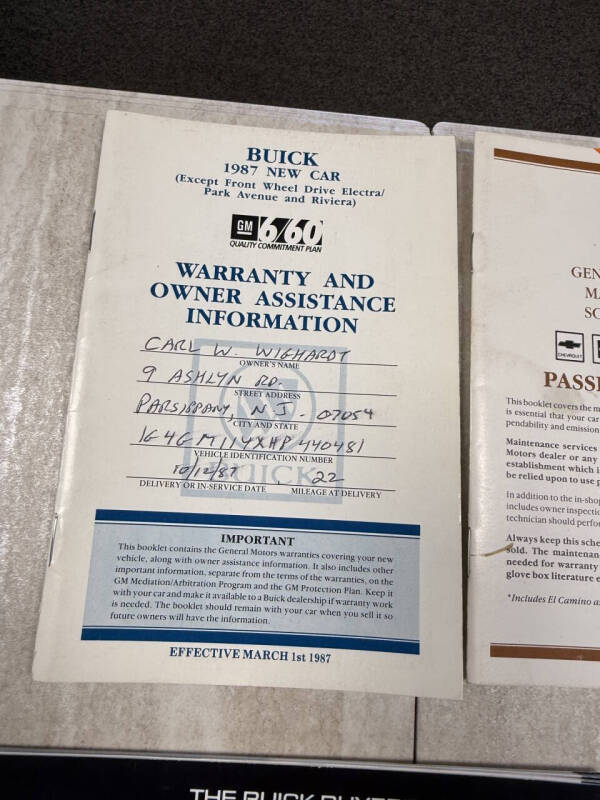 BUICK
1987 NEW CAR
(Except Front Wheel Drive Electra/
Park Avenue and Riviera)
GM 6/60
QUALITY COMMITMENT PLAN
WARRANTY AND
OWNER ASSISTANCE
INFORMATION
CARL W. WIGHARDT
OWNER'S NAME
9 ASHLYN RD.
STREET ADDRESS
PARSIPPANY, N J - 07054
CITY AND STATE
1G4GM114XHP440481
VEHICLE IDENTIFICATION NUMBER
10/12/87 22
DELIVERY OR IN-SERVICE DATE MILEAGE AT DELIVERY
BUICK
IMPORTANT
This booklet contains the General Motors warranties covering your new
vehicle, along with owner assistance information. It also includes other
important information, separate from the terms of the warranties, on the
GM Mediation/Arbitration Program and the GM Protection Plan. Keep it
with your car and make it available to a Buick dealership if warranty work
is needed. The booklet should remain with your car when you sell it so
future owners will have the information.
EFFECTIVE MARCH 1st 1987
GEN
MA
SC
CHEVROLET
PASS
This booklet covers the m
is essential that your car
pendability and emission
Maintenance services
Motors dealer or any
establishment which i
be relied upon to use p
In addition to the in-shop
includes owner inspecti
technician should perfor
Always keep this sche
sold. The maintenan
needed for warranty
glove box literature e
*Includes El Camino a
THE BUICK